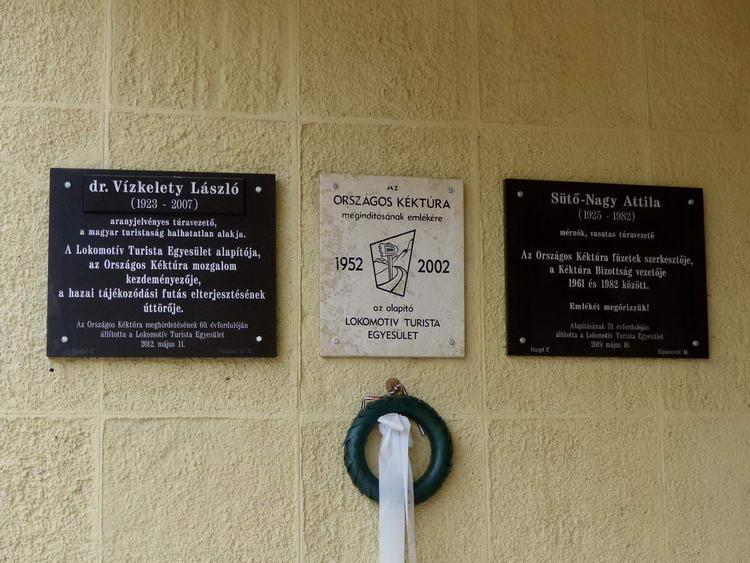 dr. Vízkelety László
(1923 - 2007)
aranyjelvényes túravezető,
a magyar turistaság halhatatlan alakja.
A Lokomotív Turista Egyesület alapítója,
az Országos Kéktúra mozgalom
kezdeményezője,
a hazai tájékozódási futás elterjesztésének
úttörője.
Az Országos Kéktúra meghirdetésének 60. évfordulóján
állította a Lokomotív Turista Egyesület
2012. május 11.
AZ
ORSZÁGOS KÉKTÚRA
megindításának emlékére
1952 2002
az alapító
LOKOMOTIV TURISTA
EGYESÜLET
Sütő-Nagy Attila
(1925 - 1982)
mérnök, vasutas túravezető
Az Országos Kéktúra füzetek szerkesztője,
a Kéktúra Bizottság vezetője
1961 és 1982 között.
Emlékét megőrizzük!
Alapításának 70. évfordulóján
állította a Lokomotív Turista Egyesület
2019. május 10.